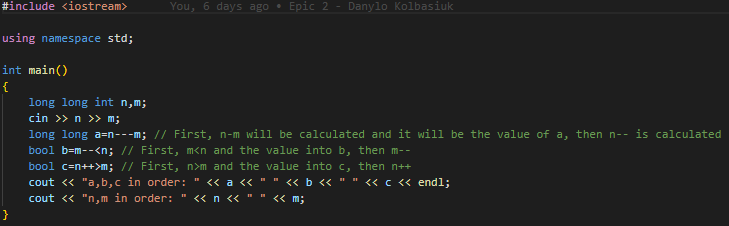 #include <iostream> You, 6 days ago • Epic 2 - Danylo Kolbasiuk
using namespace std;
int main()
{
long long int n,m;
cin >> n >> m;
long long a=n---m; // First, n-m will be calculated and it will be the value of a, then n-- is calculated
bool b=m--<n; // First, m<n and the value into b, then m--
bool c=n++>m; // First, n>m and the value into c, then n++
cout << "a,b,c in order: " << a << " " << b << " " << c << endl;
cout << "n,m in order: " << n << " " << m;
}